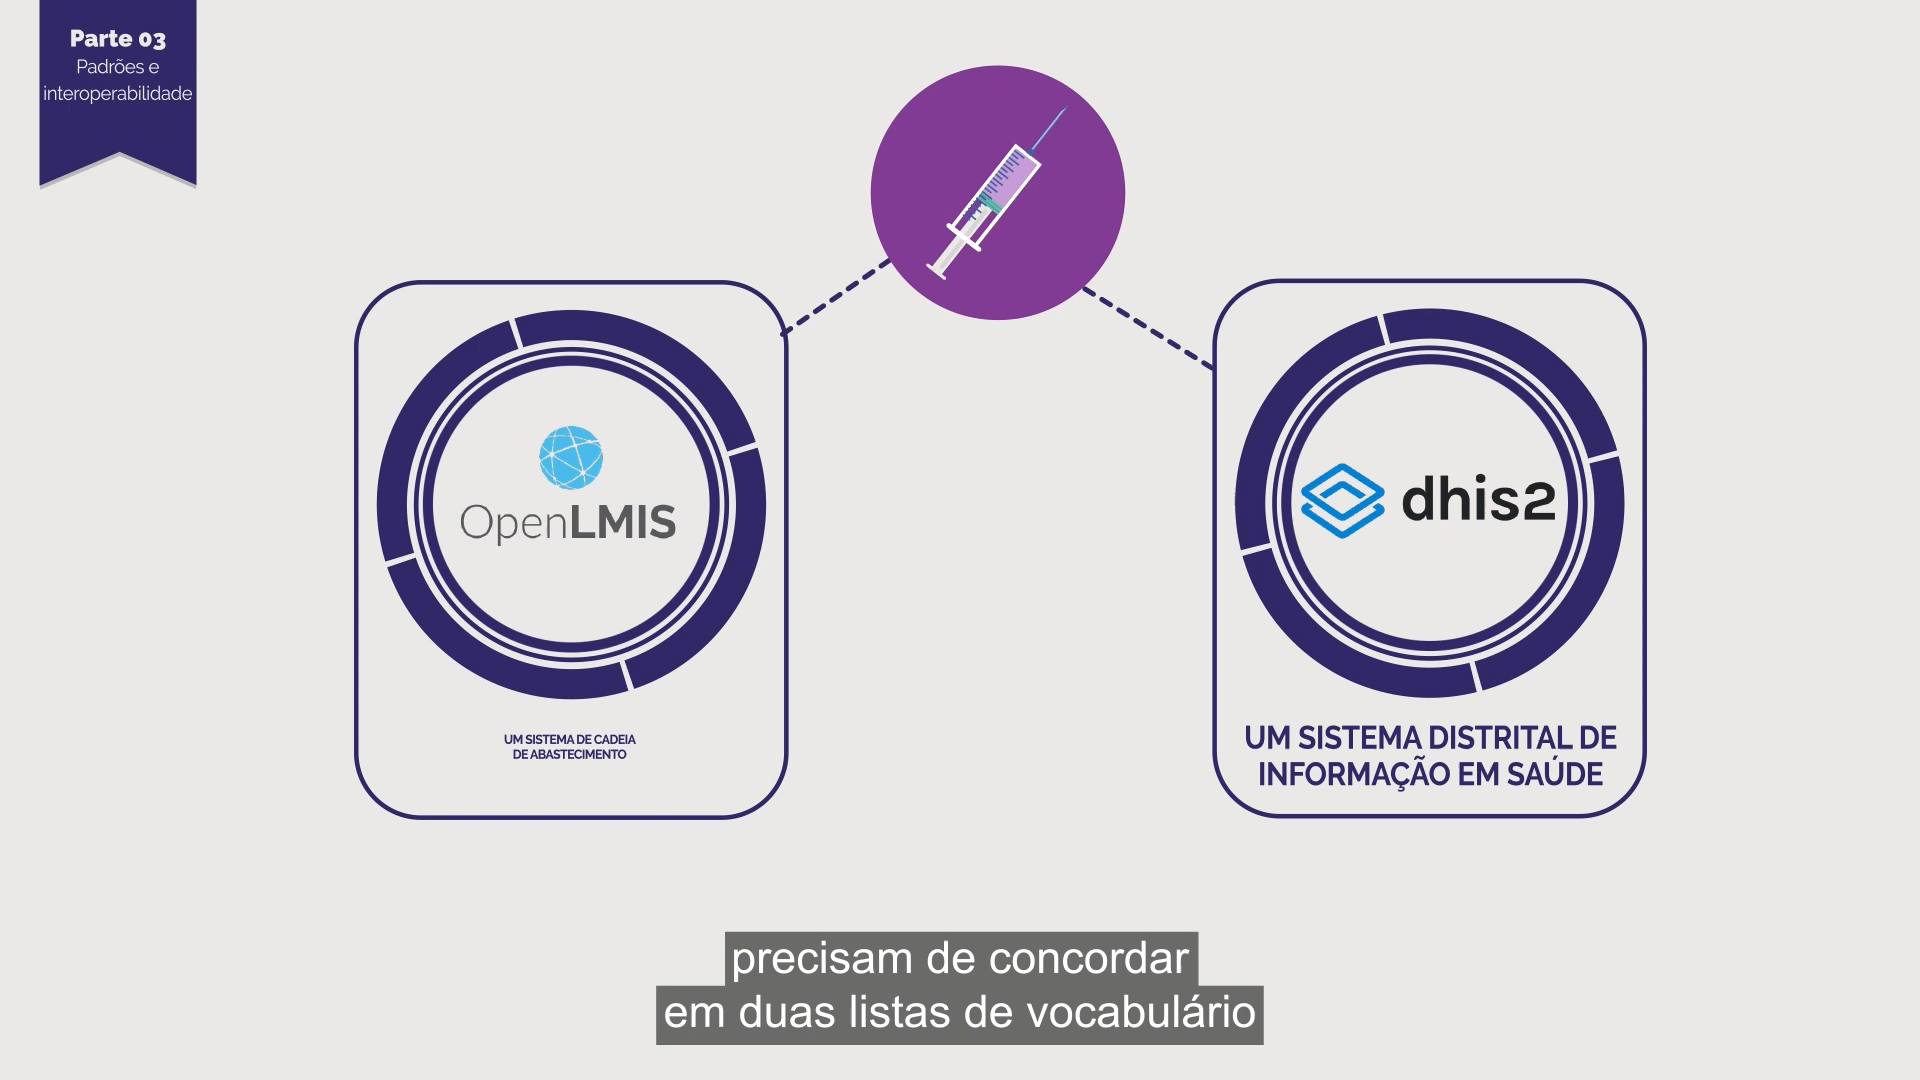 Parte 03
Padrões e
interoperabilidade
OpenLMIS
dhis2
UM SISTEMA DE CADEIA
DE ABASTECIMENTO
UM SISTEMA DISTRITAL DE
INFORMAÇÃO EM SAÚDE
precisam de concordar
em duas listas de vocabulário